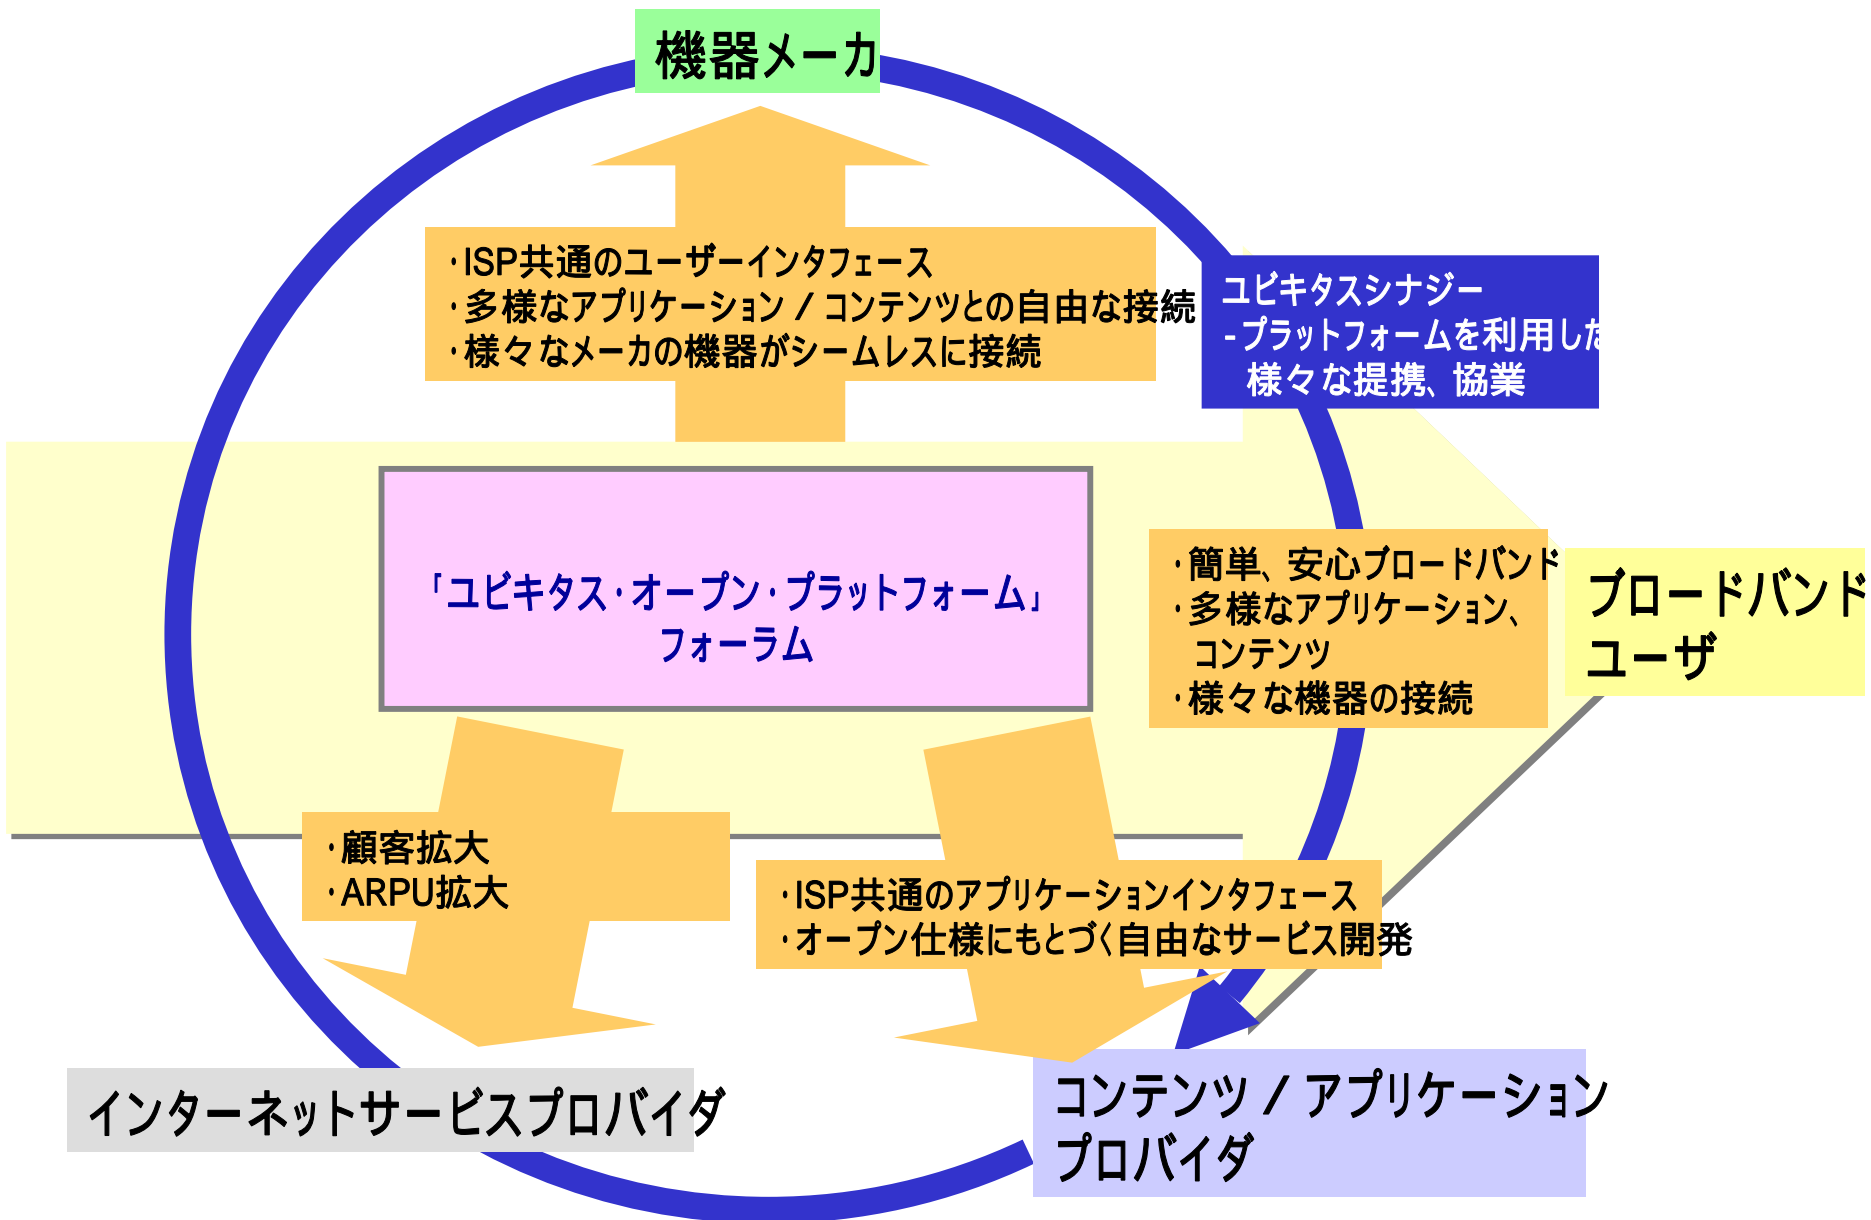 機器メーカ
・ISP共通のユーザーインタフェース
・多様なアプリケーション/コンテンツとの自由な接続
・様々なメーカの機器がシームレスに接続
ユビキタスシナジー
-プラットフォームを利用した
様々な提携、協業
「ユビキタス・オープン・プラットフォーム」
フォーラム
・簡単、安心ブロードバンド
・多様なアプリケーション、
コンテンツ
・様々な機器の接続
ブロードバンド
ユーザ
・顧客拡大
・ARPU拡大
・ISP共通のアプリケーションインタフェース
・オープン仕様にもとづく自由なサービス開発
インターネットサービスプロバイダ
コンテンツ/アプリケーション
プロバイダ